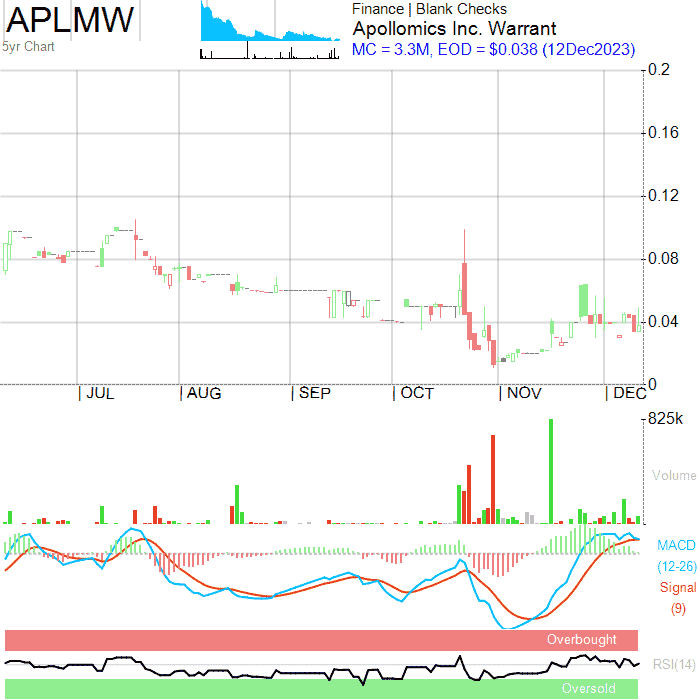 APLMW
5yr Chart
Finance | Blank Checks
Apollomics Inc. Warrant
MC = 3.3M, EOD = $0.038 (12Dec2023)
0.2
0.16
0.12
0.08
0.04
0
| JUL | AUG | SEP | OCT | NOV | DEC
825k
Volume
MACD
(12-26)
Signal
(9)
Overbought
RSI(14)
Oversold